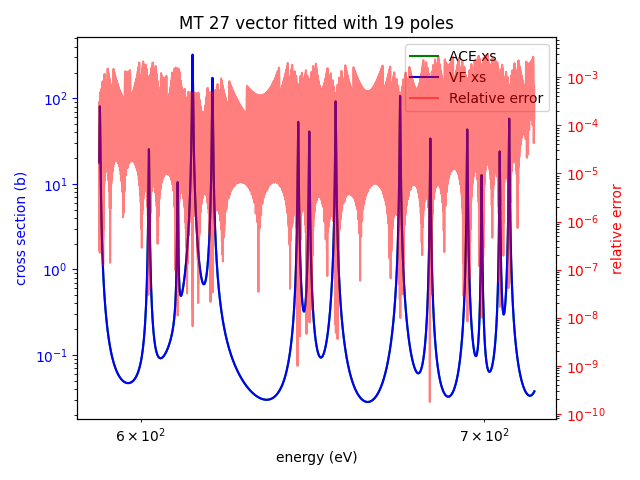 MT 27 vector fitted with 19 poles
ACE xs
VF xs
Relative error
cross section (b)
10²
10¹
10⁰
10⁻¹
relative error
10⁻³
10⁻⁴
10⁻⁵
10⁻⁶
10⁻⁷
10⁻⁸
10⁻⁹
10⁻¹⁰
6 × 10²
7 × 10²
energy (eV)